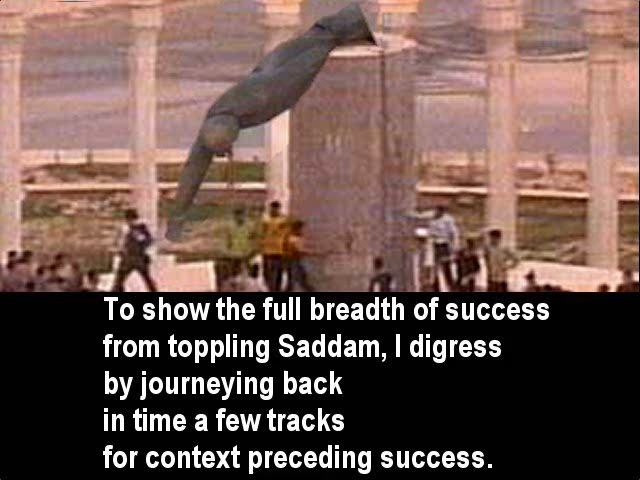 To show the full breadth of success
from toppling Saddam, I digress
by journeying back
in time a few tracks
for context preceding success.